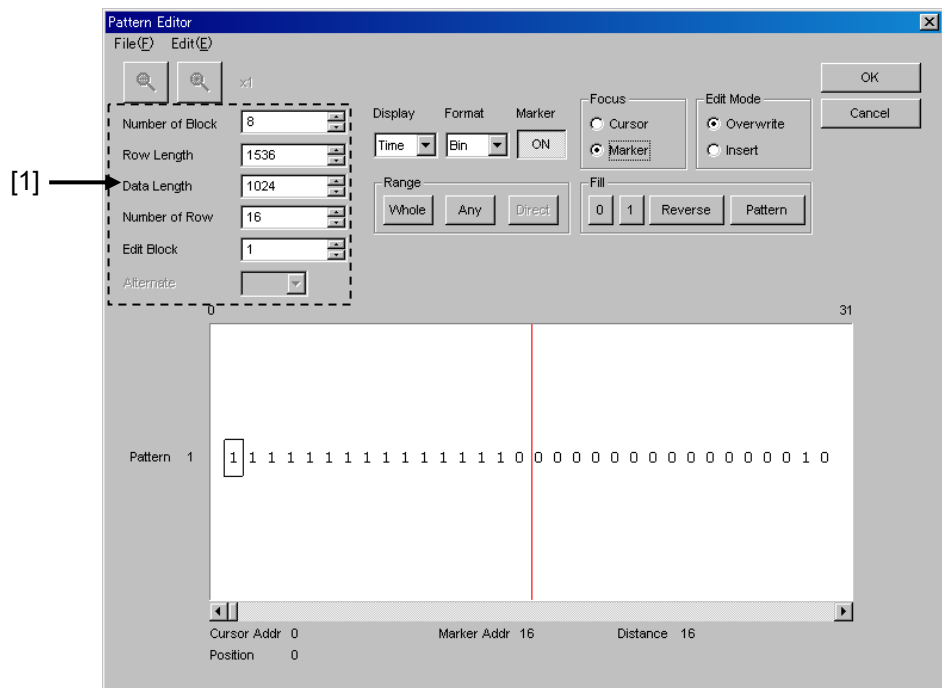 Pattern Editor
File(F) Edit(E)
x1
OK
Cancel
Number of Block 8
Row Length 1536
[1] Data Length 1024
Number of Row 16
Edit Block 1
Alternate
Display Format Marker
Time Bin ON
Focus
Cursor
Marker
Edit Mode
Overwrite
Insert
Range
Whole Any Direct
Fill
0 1 Reverse Pattern
0 31
Pattern 1 1 1 1 1 1 1 1 1 1 1 1 1 1 1 1 0 0 0 0 0 0 0 0 0 0 0 0 0 0 0 1 0
Cursor Addr 0 Marker Addr 16 Distance 16
Position 0